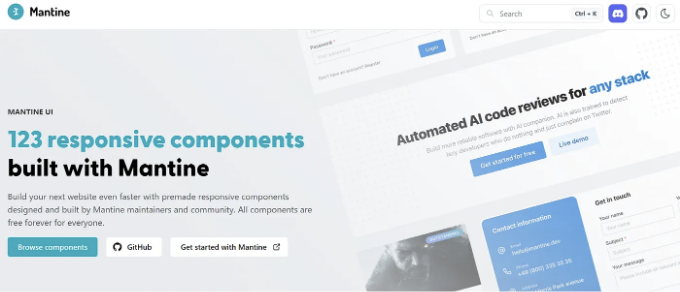 Mantine
Search
Ctrl + K
Password *
Your password
Login
Don't have an account? Register
MANTINE UI
123 responsive components
built with Mantine
Build your next website even faster with premade responsive components
designed and built by Mantine maintainers and community. All components are
free forever for everyone.
Browse components
GitHub
Get started with Mantine
Automated AI code reviews for any stack
Build more reliable software with AI companion. AI is also trained to detect
lazy developers who do nothing and just complain on Twitter.
Get started for free
Live demo
Contact information
Email
hello@mantine.dev
Phone
+49 (800) 335 35 35
Address
Get in touch
Your name
Your name
Subject *
Subject
Your message